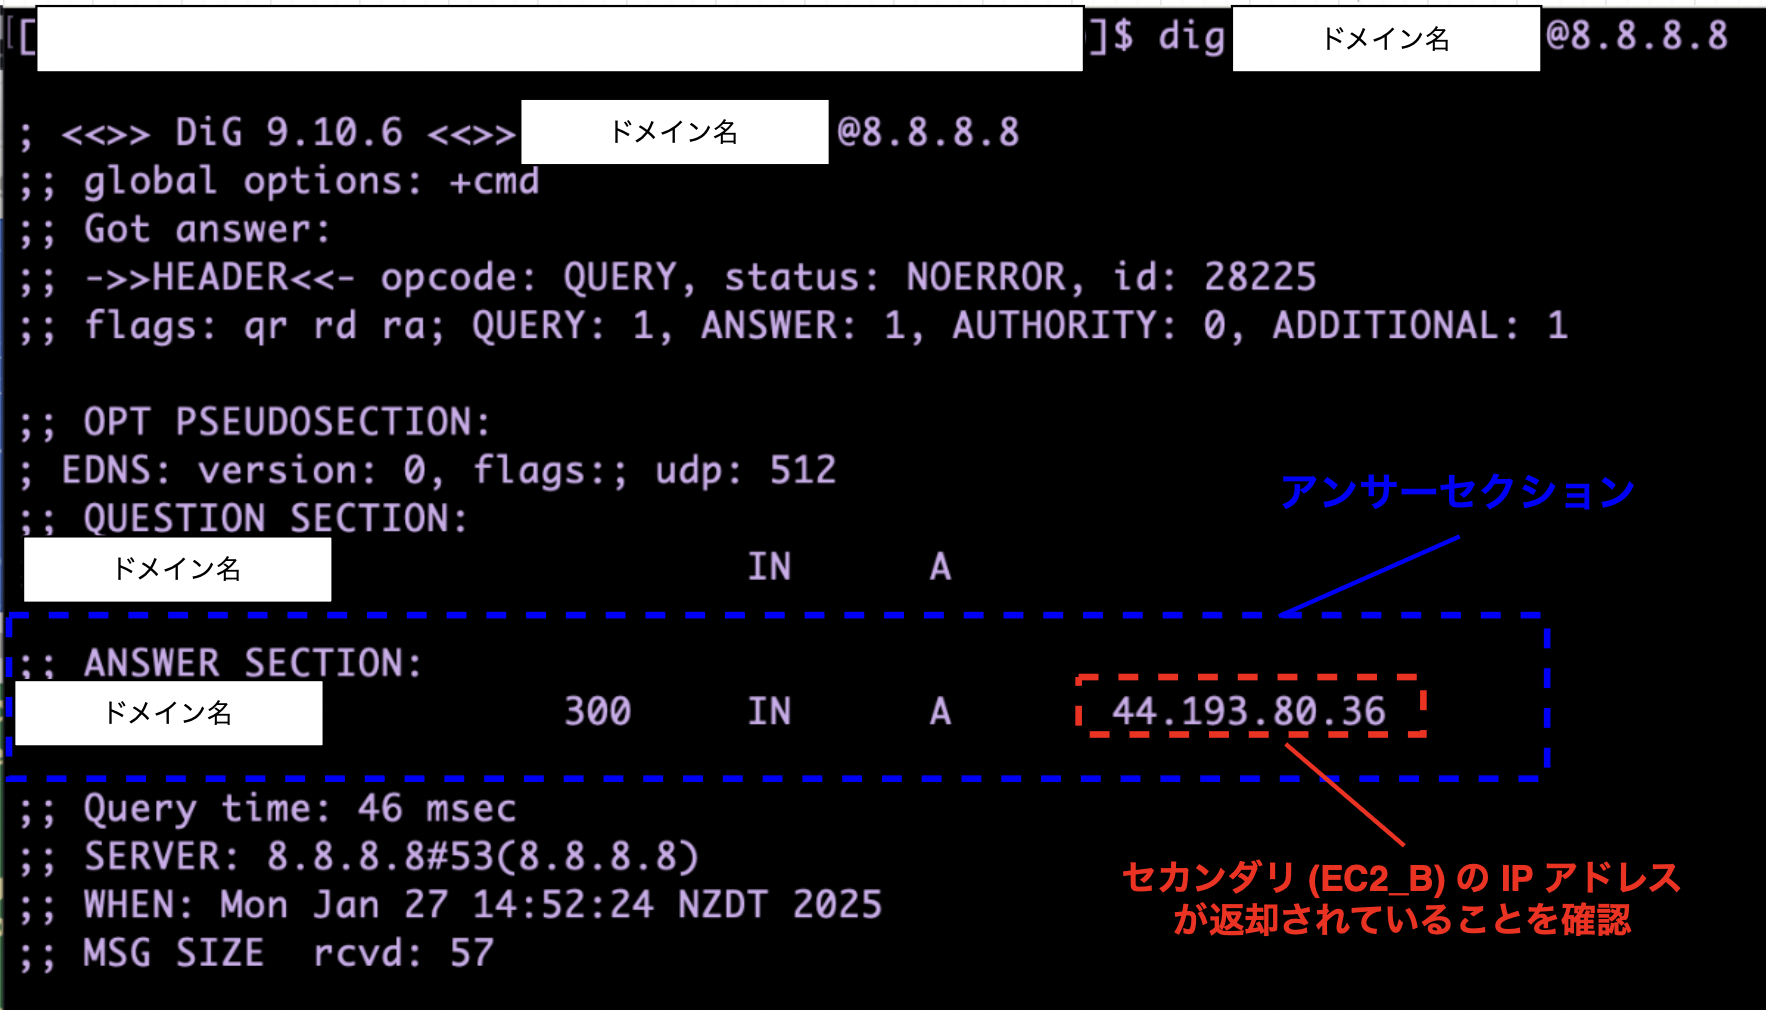 [ ]$ dig ドメイン名 @8.8.8.8
; <<>> DiG 9.10.6 <<>> ドメイン名 @8.8.8.8
;; global options: +cmd
;; Got answer:
;; ->>HEADER<<- opcode: QUERY, status: NOERROR, id: 28225
;; flags: qr rd ra; QUERY: 1, ANSWER: 1, AUTHORITY: 0, ADDITIONAL: 1
;; OPT PSEUDOSECTION:
; EDNS: version: 0, flags:; udp: 512
アンサーセクション
;; QUESTION SECTION:
ドメイン名 IN A
;; ANSWER SECTION:
ドメイン名 300 IN A 44.193.80.36
;; Query time: 46 msec
;; SERVER: 8.8.8.8#53(8.8.8.8)
;; WHEN: Mon Jan 27 14:52:24 NZDT 2025
;; MSG SIZE rcvd: 57
セカンダリ (EC2_B) の IP アドレス
が返却されていることを確認